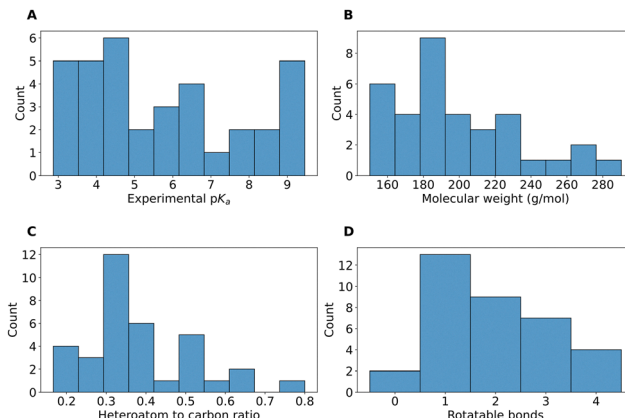 A
6
5
4
3
2
1
0
Count
3 4 5 6 7 8 9
Experimental pKa
B
8
6
4
2
0
Count
160 180 200 220 240 260 280
Molecular weight (g/mol)
C
12
10
8
6
4
2
0
Count
0.2 0.3 0.4 0.5 0.6 0.7 0.8
Heteroatom to carbon ratio
D
12
10
8
6
4
2
0
Count
0 1 2 3 4
Rotatable bonds